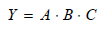 Y = A · B · C